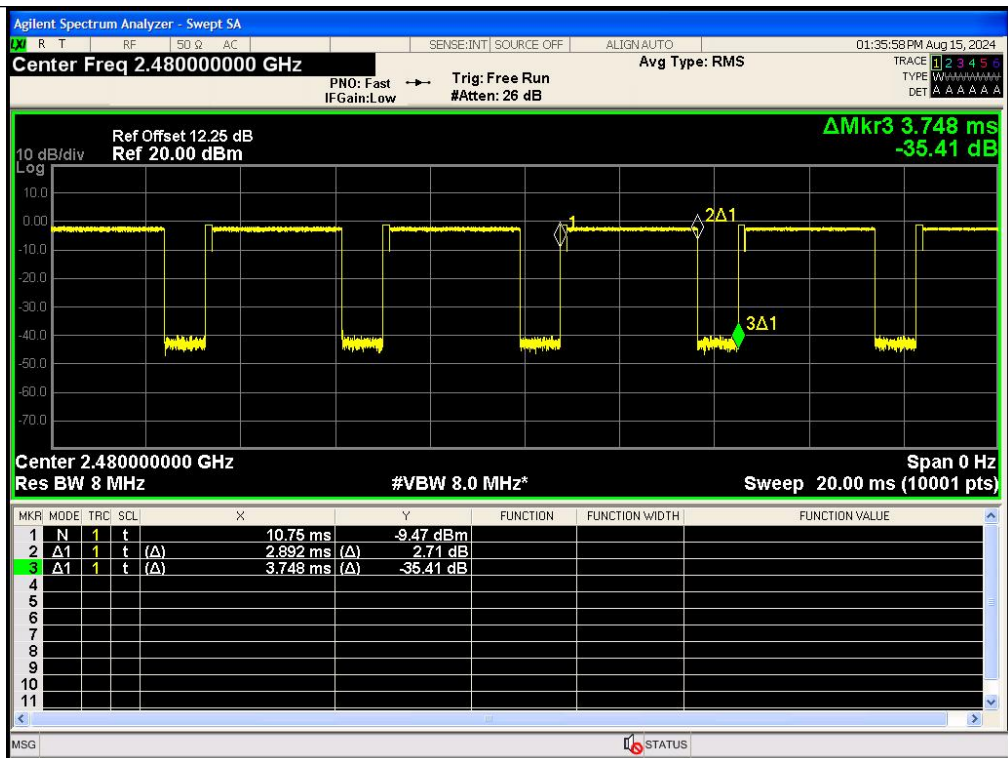 Agilent Spectrum Analyzer - Swept SA
LXI R T RF 50 Ω AC SENSE:INT SOURCE OFF ALIGN AUTO 01:35:58 PM Aug 15, 2024
Center Freq 2.480000000 GHz Avg Type: RMS TRACE 1 2 3 4 5 6
PNO: Fast Trig: Free Run TYPE W
IFGain:Low #Atten: 26 dB DET A A A A A A
ΔMkr3 3.748 ms
-35.41 dB
Ref Offset 12.25 dB
10 dB/div Ref 20.00 dBm
Log
10.0
0.00
-10.0
-20.0
-30.0
-40.0
-50.0
-60.0
-70.0
1
2Δ1
3Δ1
Center 2.480000000 GHz Span 0 Hz
Res BW 8 MHz #VBW 8.0 MHz* Sweep 20.00 ms (10001 pts)
MKR MODE TRC SCL X Y FUNCTION FUNCTION WIDTH FUNCTION VALUE
1 N 1 t 10.75 ms -9.47 dBm
2 Δ1 1 t (Δ) 2.892 ms (Δ) 2.71 dB
3 Δ1 1 t (Δ) 3.748 ms (Δ) -35.41 dB
4
5
6
7
8
9
10
11
MSG STATUS